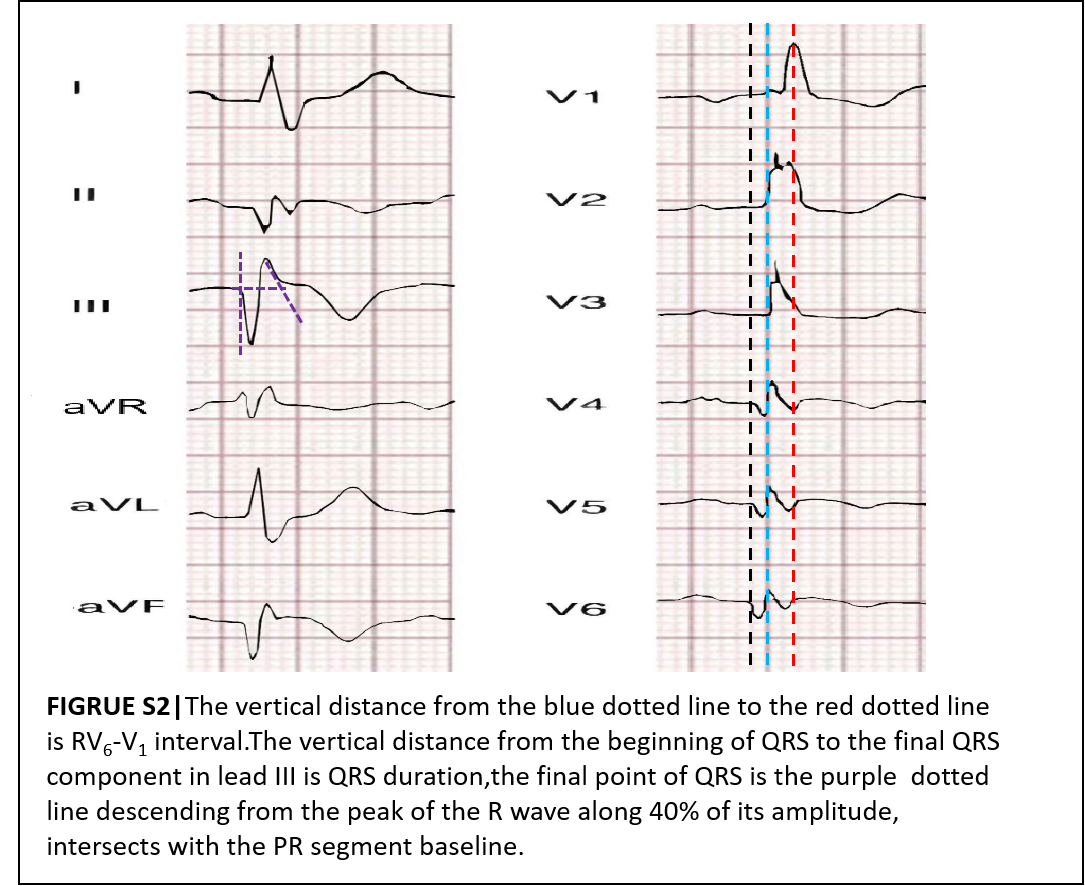 I
V1
II
V2
III
V3
aVR
V4
aVL
V5
aVF
V6
FIGRUE S2|The vertical distance from the blue dotted line to the red dotted line
is RV6-V1 interval.The vertical distance from the beginning of QRS to the final QRS
component in lead III is QRS duration,the final point of QRS is the purple dotted
line descending from the peak of the R wave along 40% of its amplitude,
intersects with the PR segment baseline.